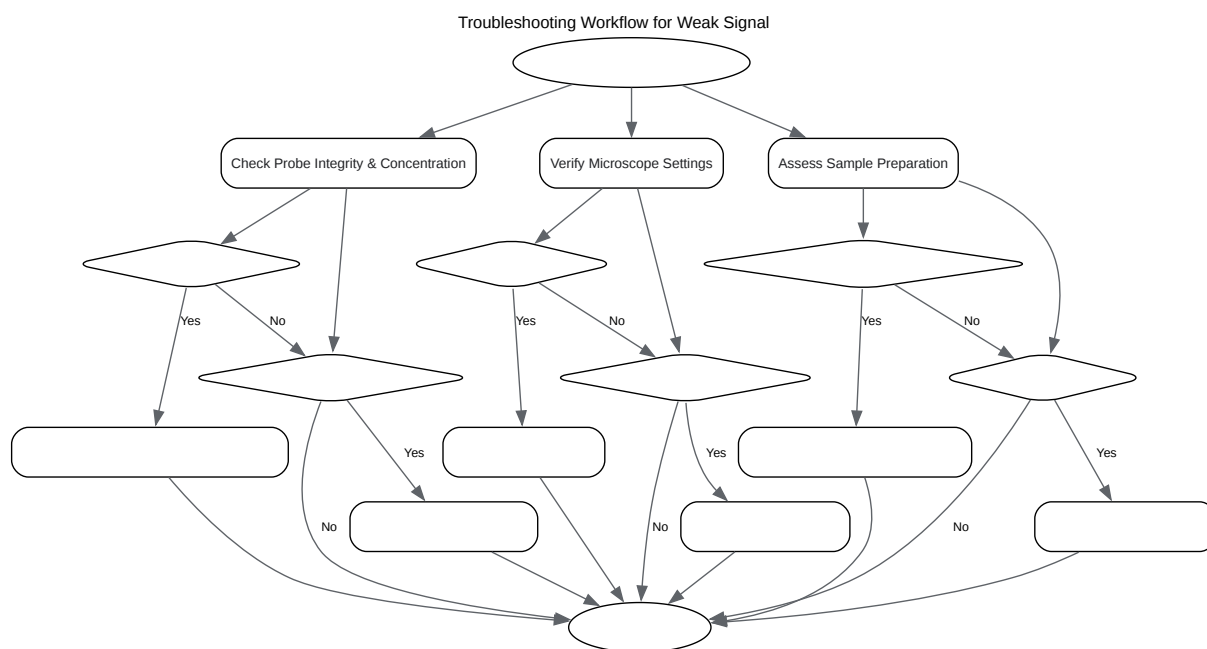 Troubleshooting Workflow for Weak Signal
Check Probe Integrity & Concentration
Verify Microscope Settings
Assess Sample Preparation
Yes
No
Yes
No
Yes
No
Yes
Yes
Yes
No
No
No